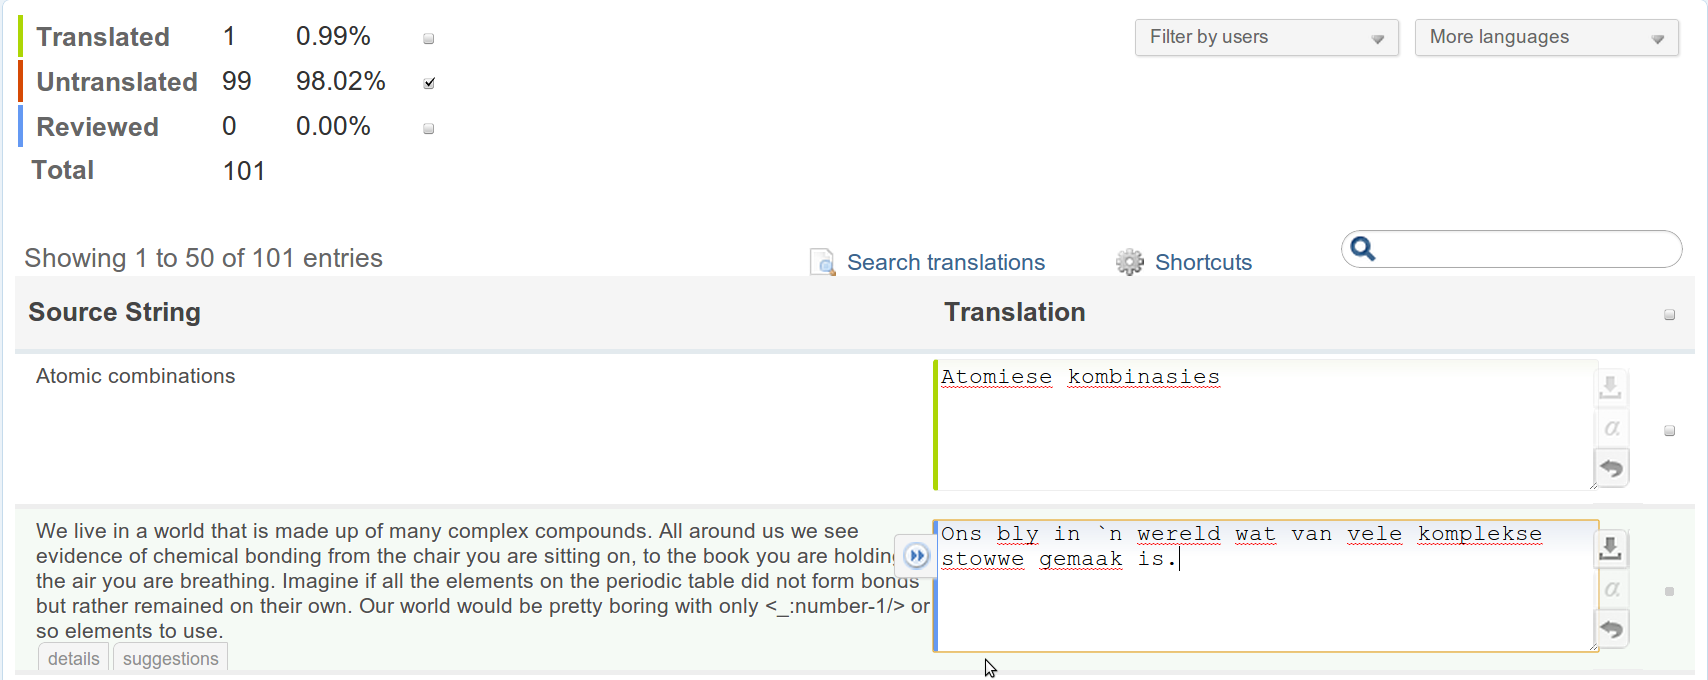 Translated 1 0.99%
Untranslated 99 98.02%
Reviewed 0 0.00%
Total 101
Filter by users
More languages
Showing 1 to 50 of 101 entries
Search translations
Shortcuts
Source String
Translation
Atomic combinations
Atomiese kombinasies
α
We live in a world that is made up of many complex compounds. All around us we see
evidence of chemical bonding from the chair you are sitting on, to the book you are holding
the air you are breathing. Imagine if all the elements on the periodic table did not form bonds
but rather remained on their own. Our world would be pretty boring with only <_:number-1/> or
so elements to use.
details
suggestions
Ons bly in `n wereld wat van vele komplekse
stowwe gemaak is.
α